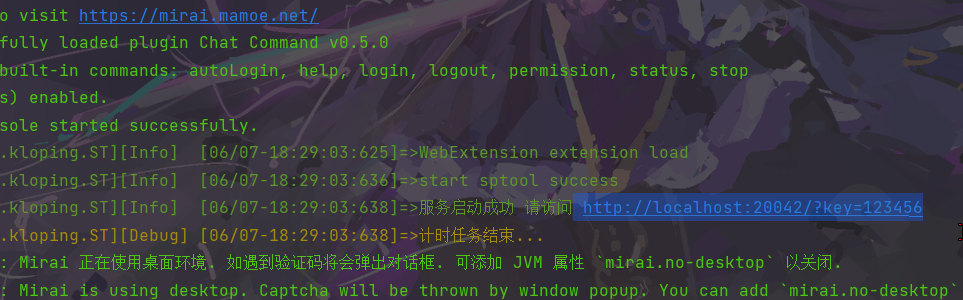 o visit https://mirai.mamoe.net/
fully loaded plugin Chat Command v0.5.0
built-in commands: autoLogin, help, login, logout, permission, status, stop
s) enabled.
sole started successfully.
.kloping.ST][Info]  [06/07-18:29:03:625]=>WebExtension extension load
.kloping.ST][Info]  [06/07-18:29:03:636]=>start sptool success
.kloping.ST][Info]  [06/07-18:29:03:638]=>服务启动成功 请访问 http://localhost:20042/?key=123456
.kloping.ST][Debug] [06/07-18:29:03:638]=>计时任务结束...
: Mirai 正在使用桌面环境. 如遇到验证码将会弹出对话框. 可添加 JVM 属性 `mirai.no-desktop` 以关闭.
: Mirai is using desktop. Captcha will be thrown by window popup. You can add `mirai.no-desktop`